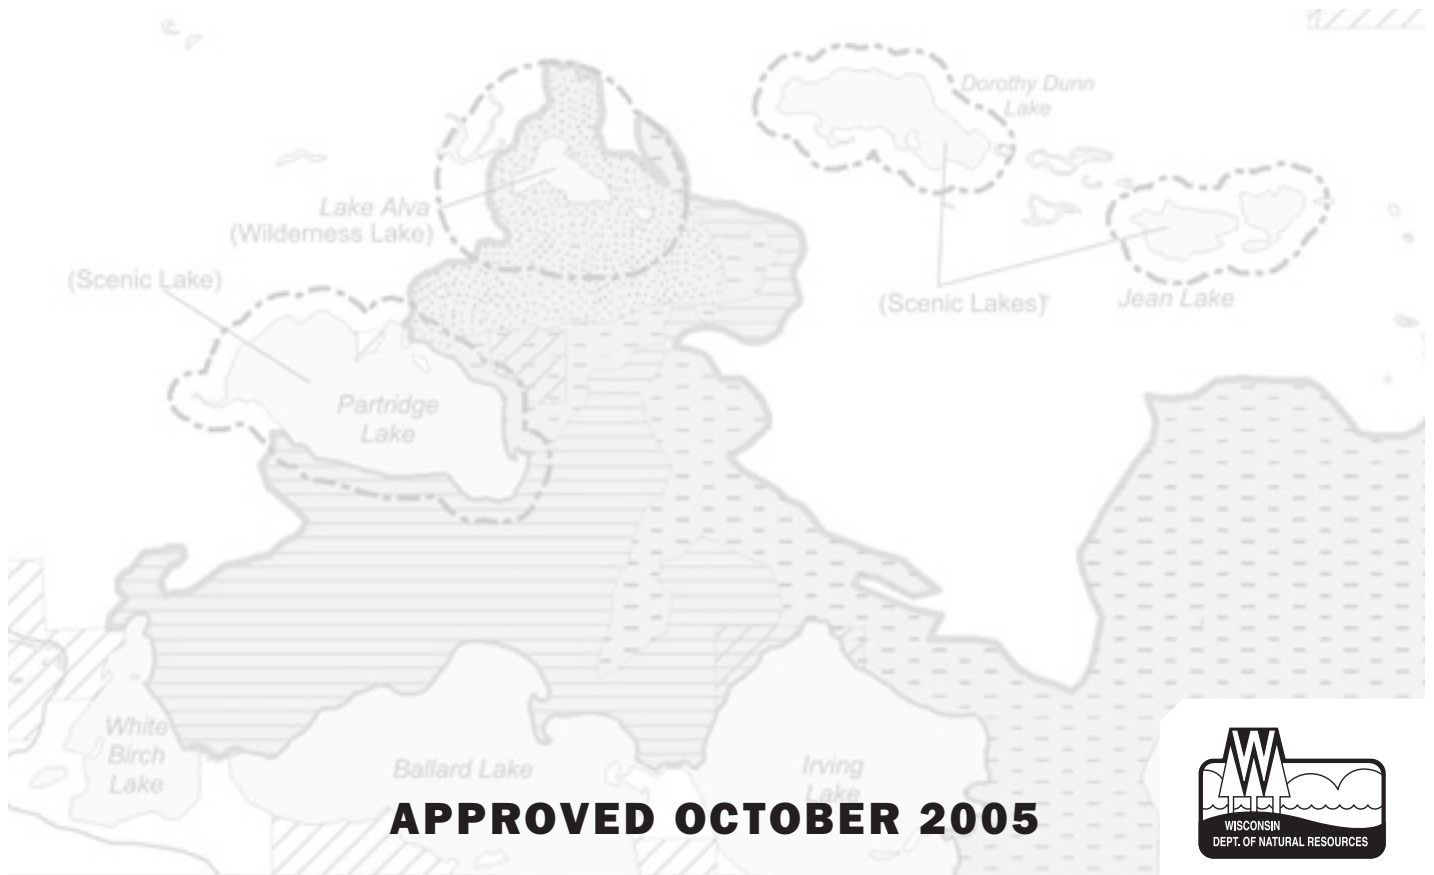 Dorothy Dunn
Lake
Lake Alva
(Wilderness Lake)
(Scenic Lake)
(Scenic Lakes)
Jean Lake
Partridge
Lake
White
Birch
Lake
Ballard Lake
Irving
Lake
APPROVED OCTOBER 2005
WISCONSIN
DEPT. OF NATURAL RESOURCES